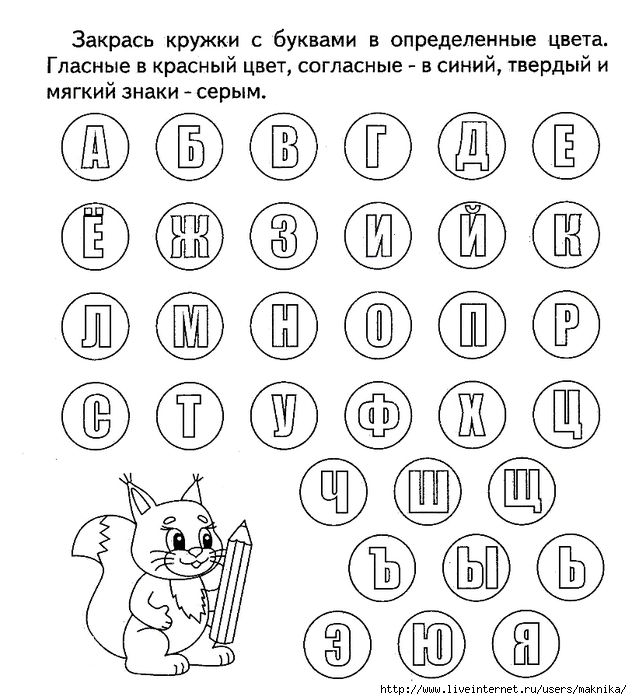 Закрась кружки с буквами в определенные цвета.
Гласные в красный цвет, согласные - в синий, твердый и
мягкий знаки - серым.
А Б В Г Д Е
Ё Ж З И Й К
Л М Н О П Р
С Т У Ф Х Ц
Ч Ш Щ
Ъ Ы Ь
Э Ю Я
http://www.liveinternet.ru/users/maknika/